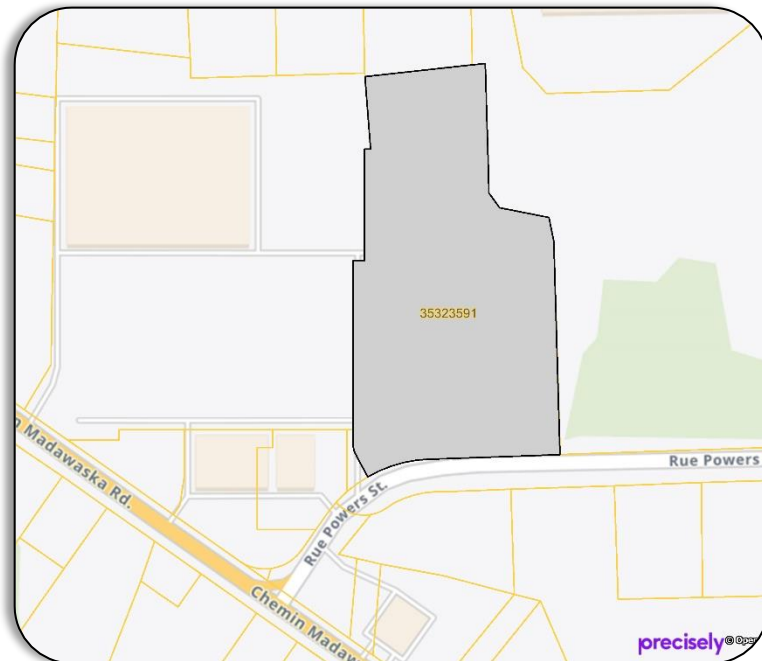 35323591
n Madawaska Rd.
Rue Powers
Rue Powers St.
Chemin Madaw
precisely ©